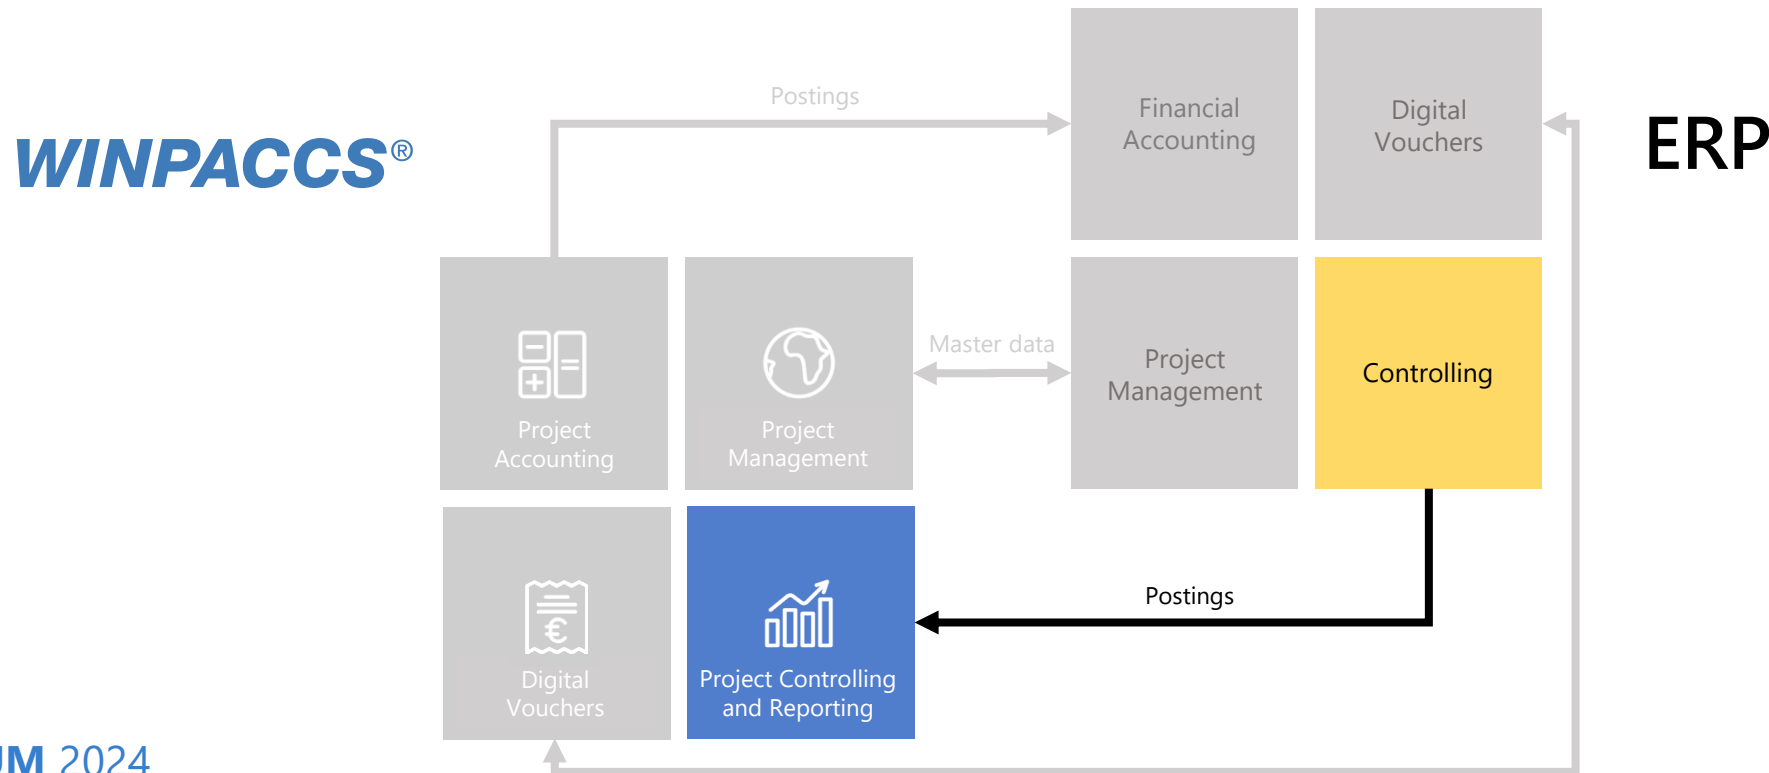 Postings
Financial
Accounting
Digital
Vouchers
WINPACCS®
ERP
Master data
Project
Accounting
Project
Management
Project
Management
Controlling
Postings
Digital
Vouchers
Project Controlling
and Reporting
UM 2024